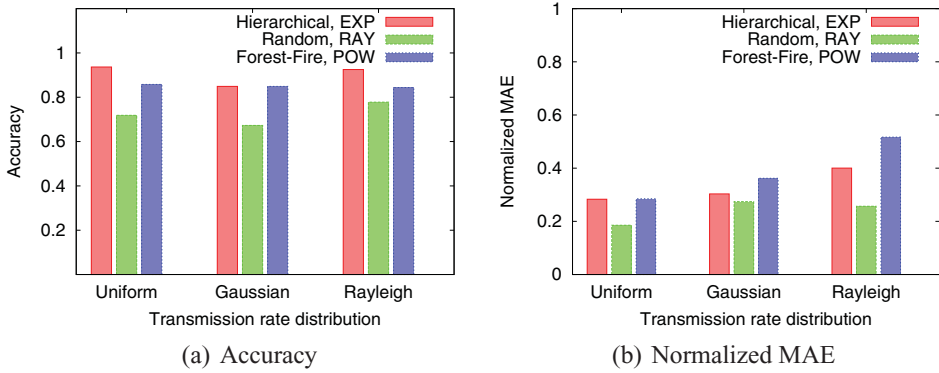 Hierarchical, EXP
Random, RAY
Forest-Fire, POW
1
0.8
0.6
0.4
0.2
Accuracy
Uniform Gaussian Rayleigh
Transmission rate distribution
(a) Accuracy
Hierarchical, EXP
Random, RAY
Forest-Fire, POW
1
0.8
0.6
0.4
0.2
0
Normalized MAE
Uniform Gaussian Rayleigh
Transmission rate distribution
(b) Normalized MAE